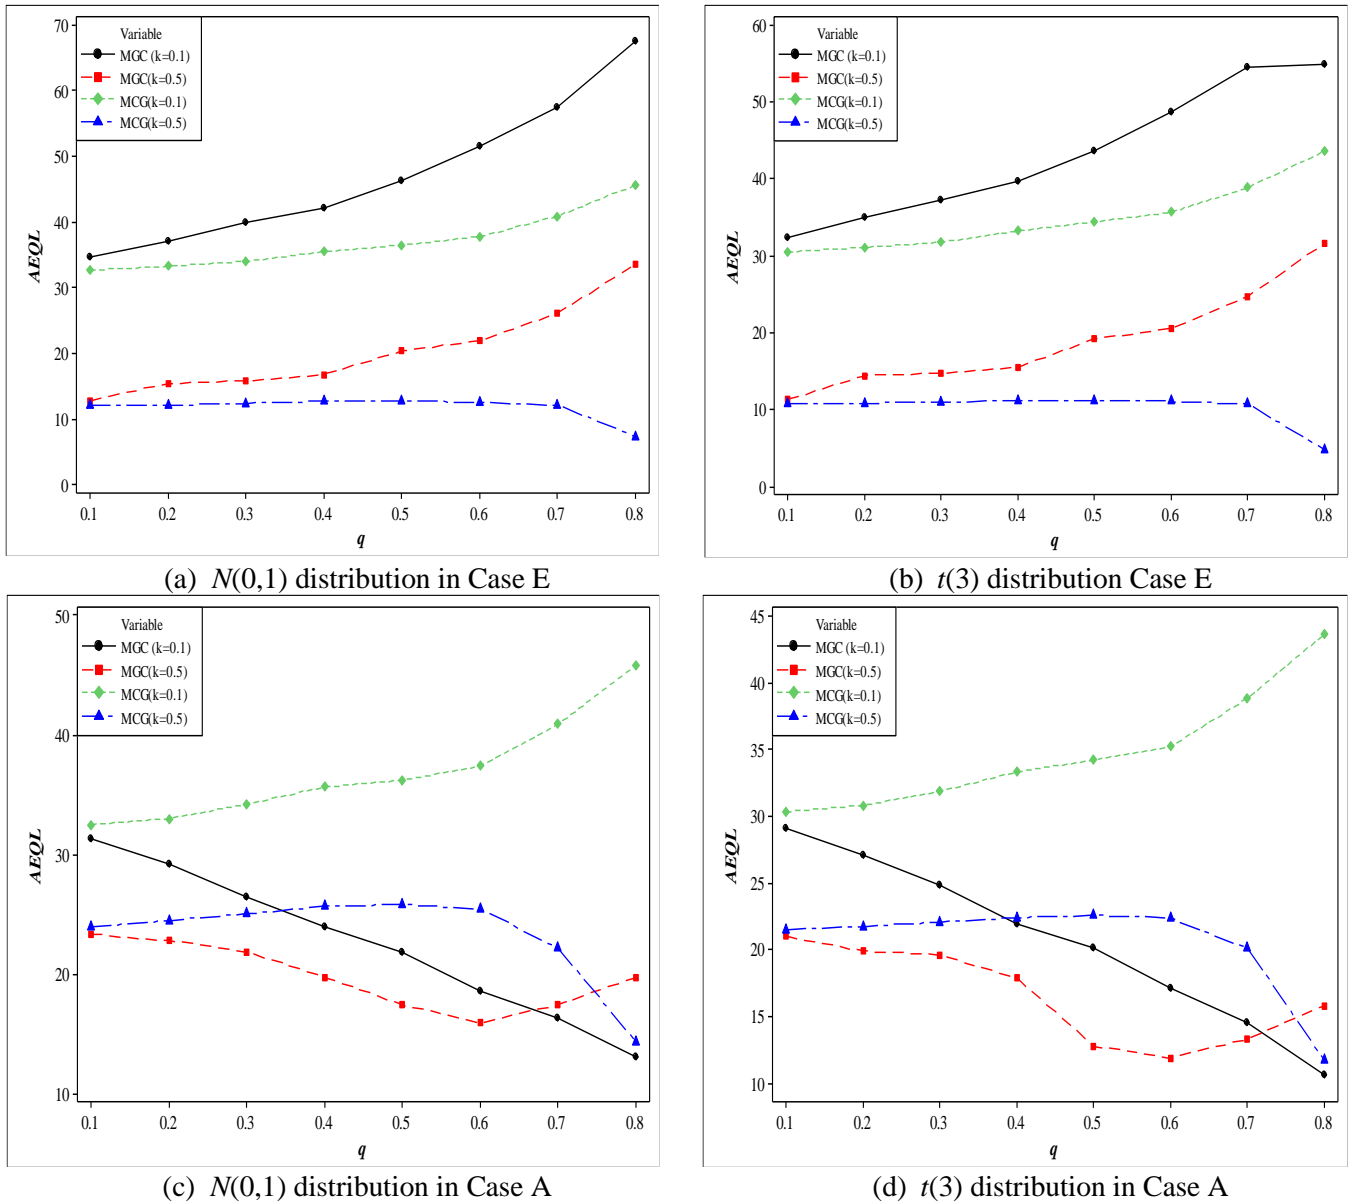 Variable
MGC (k=0.1)
MGC(k=0.5)
MCG(k=0.1)
MCG(k=0.5)
70
60
50
40
30
20
10
0
AEQL
0.1 0.2 0.3 0.4 0.5 0.6 0.7 0.8
q
(a) N(0,1) distribution in Case E
Variable
MGC (k=0.1)
MGC(k=0.5)
MCG(k=0.1)
MCG(k=0.5)
60
50
40
30
20
10
0
AEQL
0.1 0.2 0.3 0.4 0.5 0.6 0.7 0.8
q
(b) t(3) distribution Case E
Variable
MGC (k=0.1)
MGC(k=0.5)
MCG(k=0.1)
MCG(k=0.5)
50
40
30
20
10
AEQL
0.1 0.2 0.3 0.4 0.5 0.6 0.7 0.8
q
(c) N(0,1) distribution in Case A
Variable
MGC (k=0.1)
MGC(k=0.5)
MCG(k=0.1)
MCG(k=0.5)
45
40
35
30
25
20
15
10
AEQL
0.1 0.2 0.3 0.4 0.5 0.6 0.7 0.8
q
(d) t(3) distribution in Case A